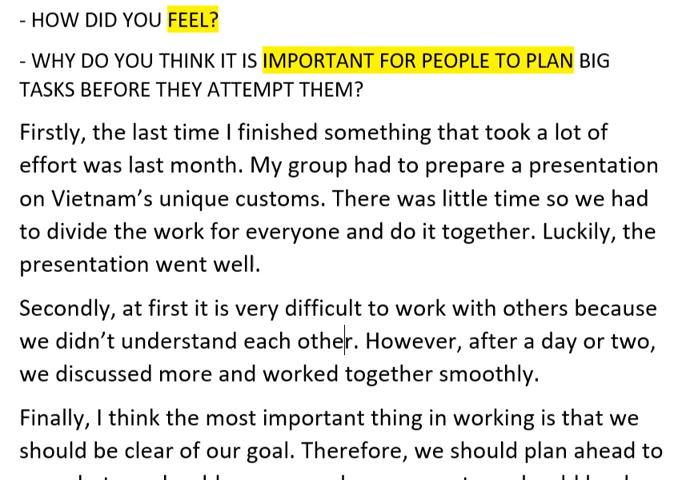 - HOW DID YOU FEEL?
- WHY DO YOU THINK IT IS IMPORTANT FOR PEOPLE TO PLAN BIG
TASKS BEFORE THEY ATTEMPT THEM?
Firstly, the last time I finished something that took a lot of
effort was last month. My group had to prepare a presentation
on Vietnam’s unique customs. There was little time so we had
to divide the work for everyone and do it together. Luckily, the
presentation went well.
Secondly, at first it is very difficult to work with others because
we didn’t understand each other. However, after a day or two,
we discussed more and worked together smoothly.
Finally, I think the most important thing in working is that we
should be clear of our goal. Therefore, we should plan ahead to